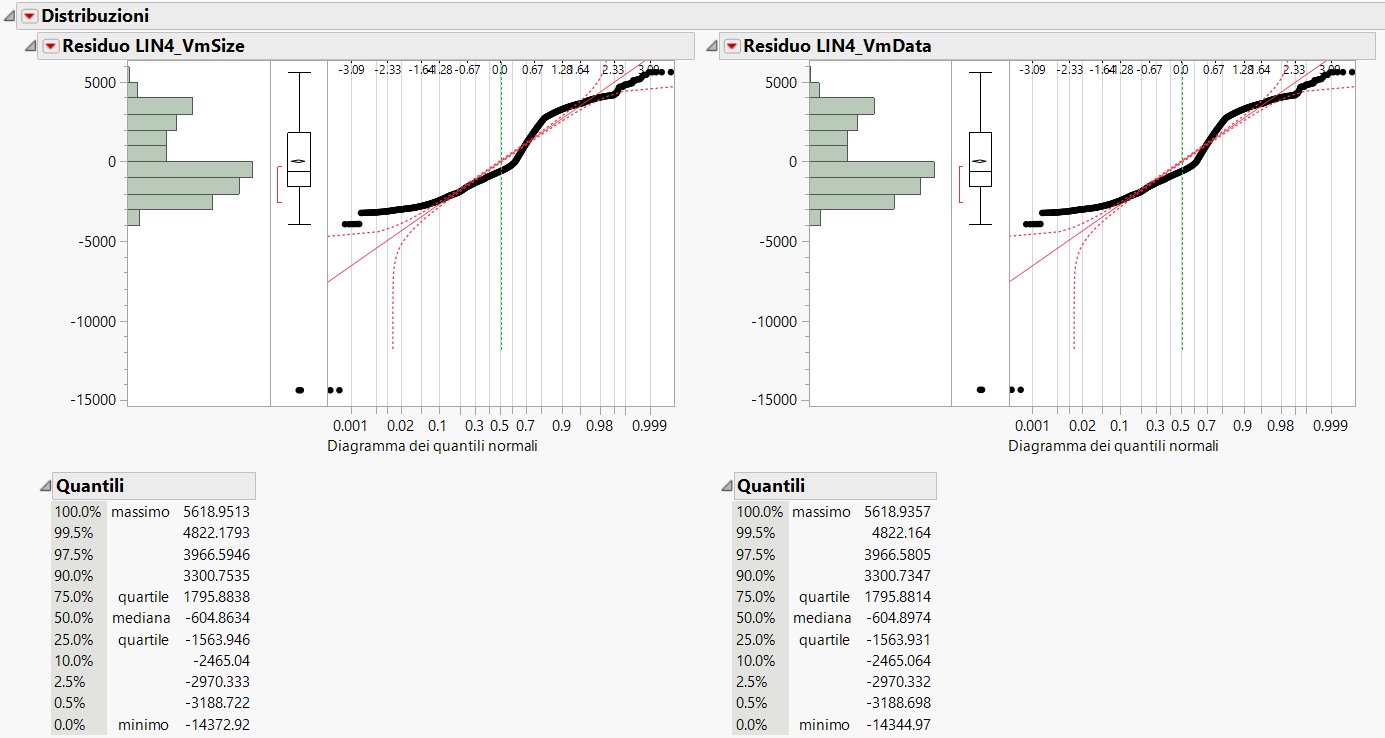 Distribuzioni
Residuo LIN4_VmSize
-3.09 -2.33 -1.64 -1.28 -0.67 0.0 0.67 1.28 1.64 2.33 3.09
5000
0
-5000
-10000
-15000
0.001 0.02 0.1 0.3 0.5 0.7 0.9 0.98 0.999
Diagramma dei quantili normali
Quantili
100.0% massimo 5618.9513
99.5% 4822.1793
97.5% 3966.5946
90.0% 3300.7535
75.0% quartile 1795.8838
50.0% mediana -604.8634
25.0% quartile -1563.946
10.0% -2465.04
2.5% -2970.333
0.5% -3188.722
0.0% minimo -14372.92
Residuo LIN4_VmData
-3.09 -2.33 -1.64 -1.28 -0.67 0.0 0.67 1.28 1.64 2.33 3.09
5000
0
-5000
-10000
-15000
0.001 0.02 0.1 0.3 0.5 0.7 0.9 0.98 0.999
Diagramma dei quantili normali
Quantili
100.0% massimo 5618.9357
99.5% 4822.164
97.5% 3966.5805
90.0% 3300.7347
75.0% quartile 1795.8814
50.0% mediana -604.8974
25.0% quartile -1563.931
10.0% -2465.064
2.5% -2970.332
0.5% -3188.698
0.0% minimo -14344.97